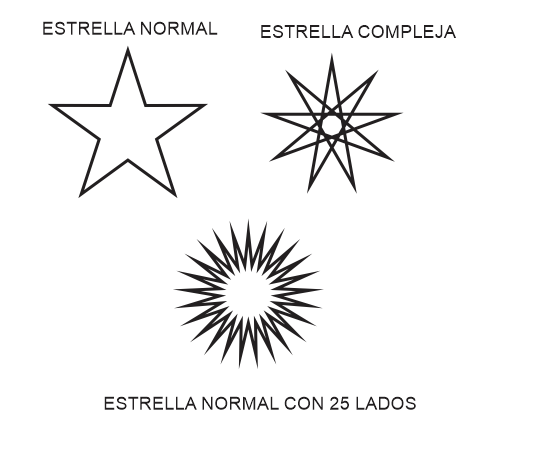 ESTRELLA NORMAL
ESTRELLA COMPLEJA
ESTRELLA NORMAL CON 25 LADOS